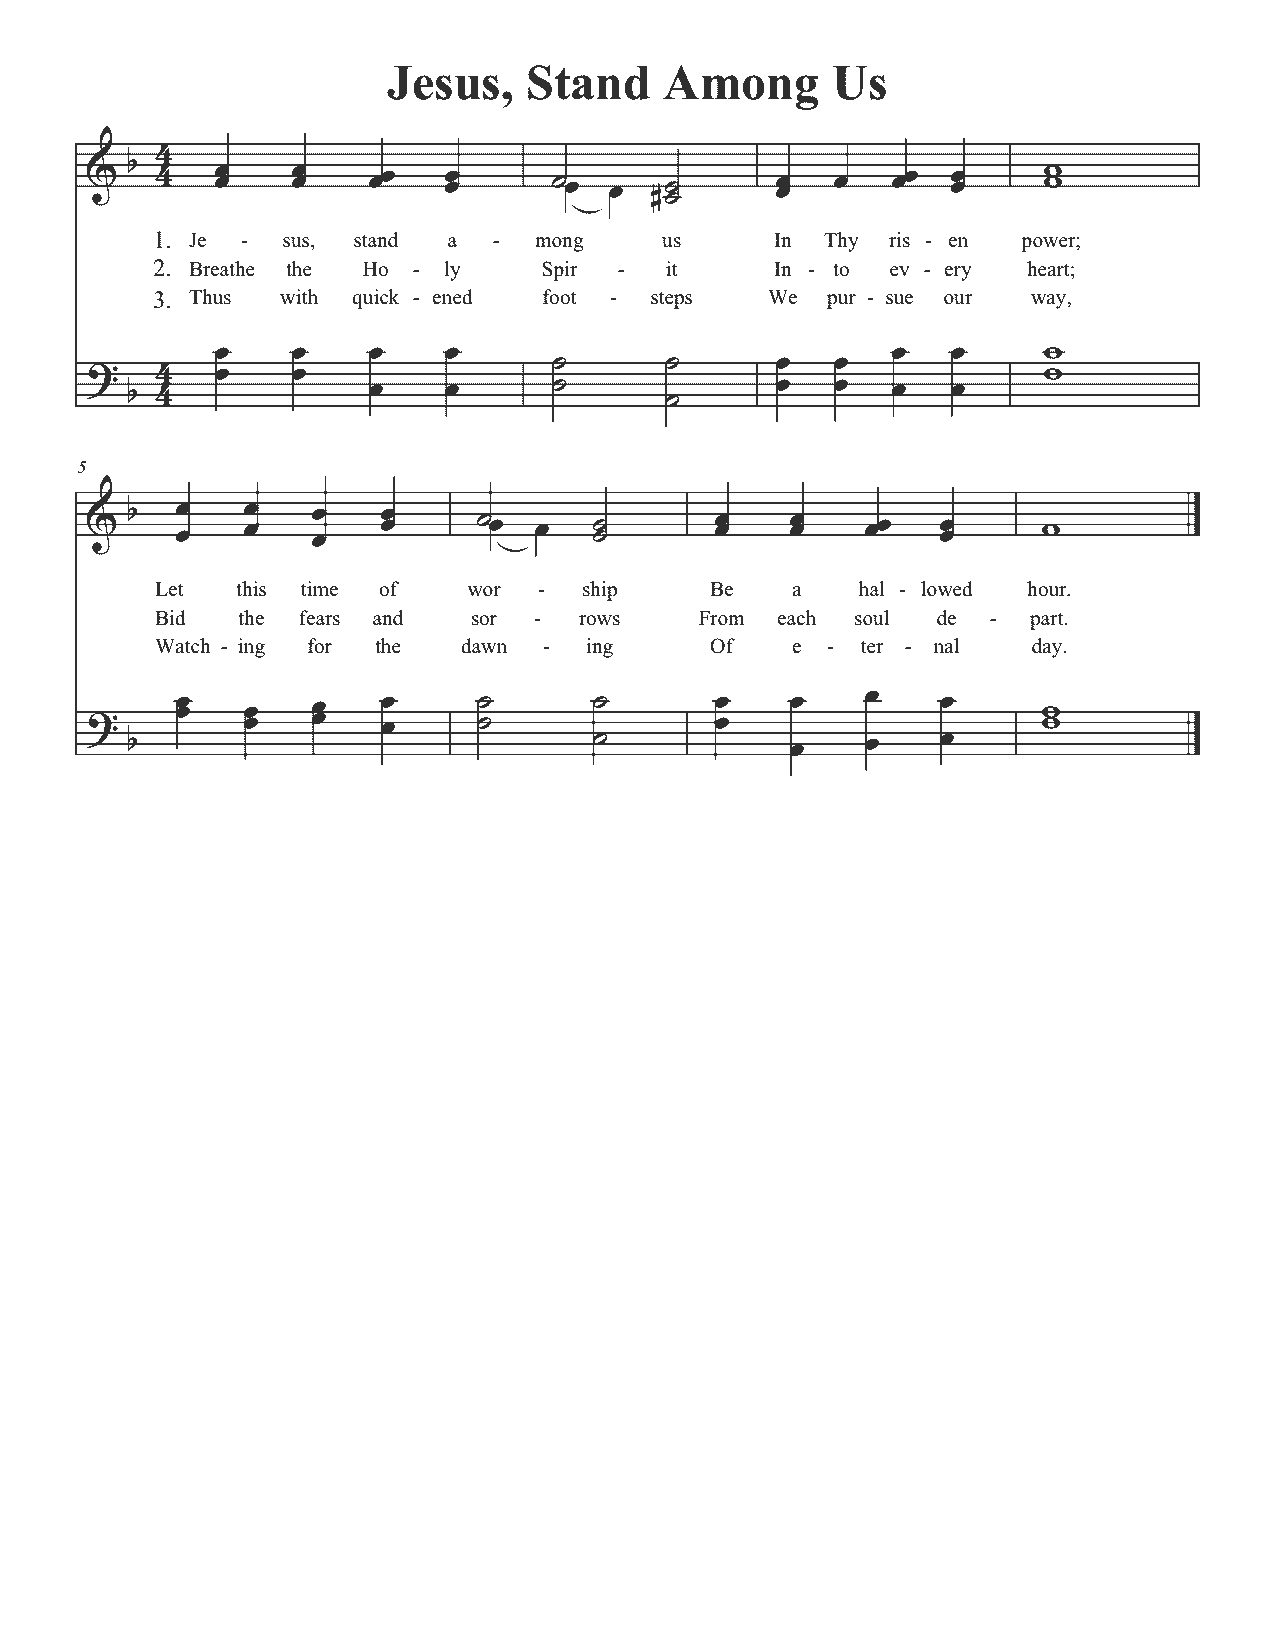 Jesus, Stand Among Us
4
4
1. Je - sus, stand a - mong us In Thy ris - en power;
2. Breathe the Ho - ly Spir - it In - to ev - ery heart;
3. Thus with quick - ened foot - steps We pur - sue our way,
4
4
5
Let this time of wor - ship Be a hal - lowed hour.
Bid the fears and sor - rows From each soul de - part.
Watch - ing for the dawn - ing Of e - ter - nal day.